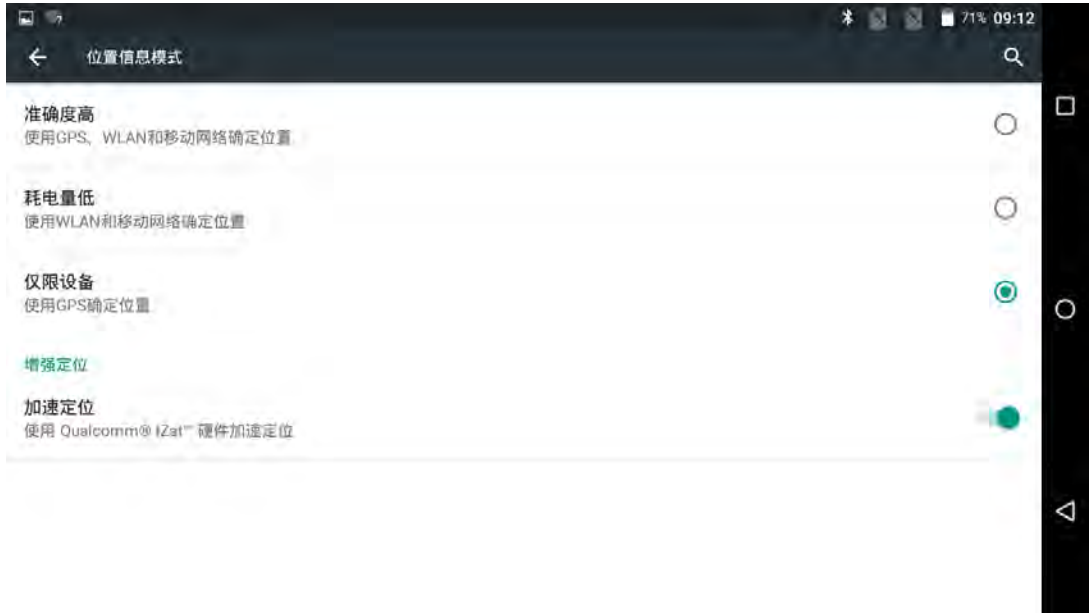 71% 09:12
位置信息模式
准确度高
使用GPS、WLAN和移动网络确定位置
耗电量低
使用WLAN和移动网络确定位置
仅限设备
使用GPS确定位置
增强定位
加速定位
使用 Qualcomm® IZat™ 硬件加速定位